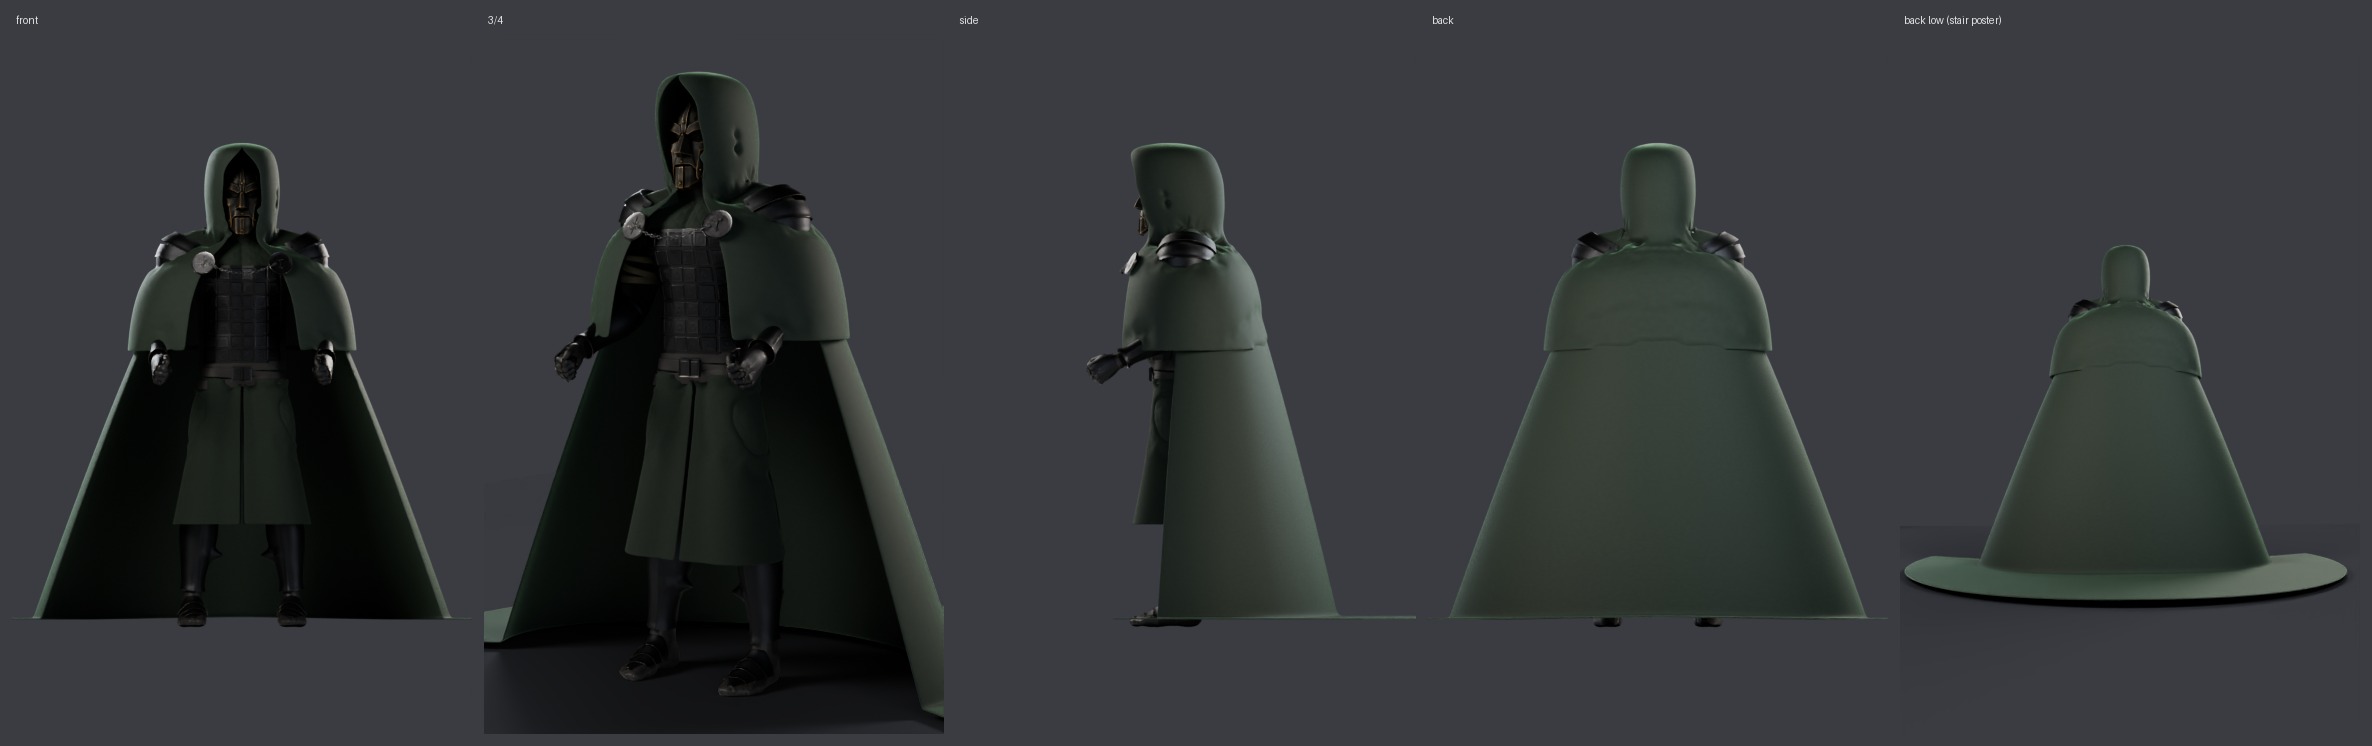 front
3/4
side
back
back low (stair poster)